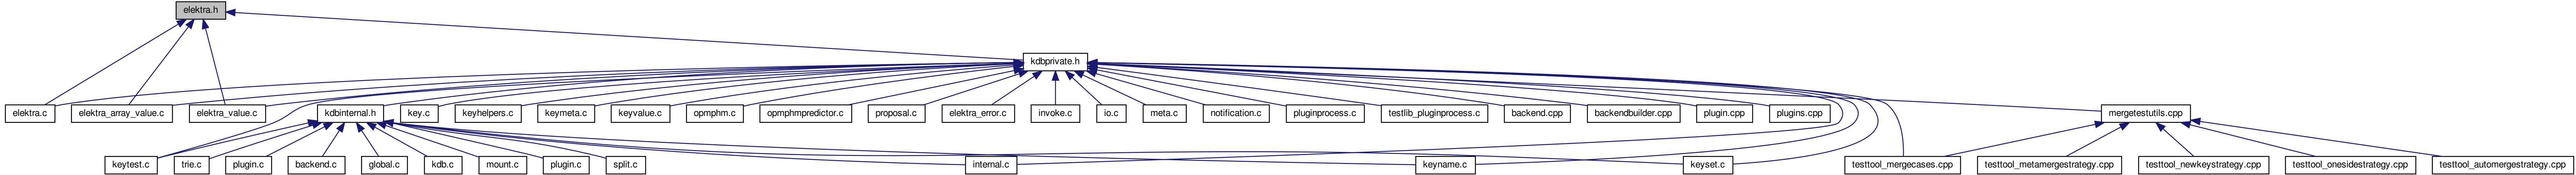 elektra.h
kdbprivate.h
elektra.c
elektra_array_value.c
elektra_value.c
kdbinternal.h
key.c
keyhelpers.c
keymeta.c
keyvalue.c
opmphm.c
opmphmpredictor.c
proposal.c
elektra_error.c
invoke.c
io.c
meta.c
notification.c
pluginprocess.c
testlib_pluginprocess.c
backend.cpp
backendbuilder.cpp
plugin.cpp
plugins.cpp
mergetestutils.cpp
keytest.c
trie.c
plugin.c
backend.c
global.c
kdb.c
mount.c
plugin.c
split.c
internal.c
keyname.c
keyset.c
testtool_mergecases.cpp
testtool_metamergestrategy.cpp
testtool_newkeystrategy.cpp
testtool_onesidestrategy.cpp
testtool_automergestrategy.cpp